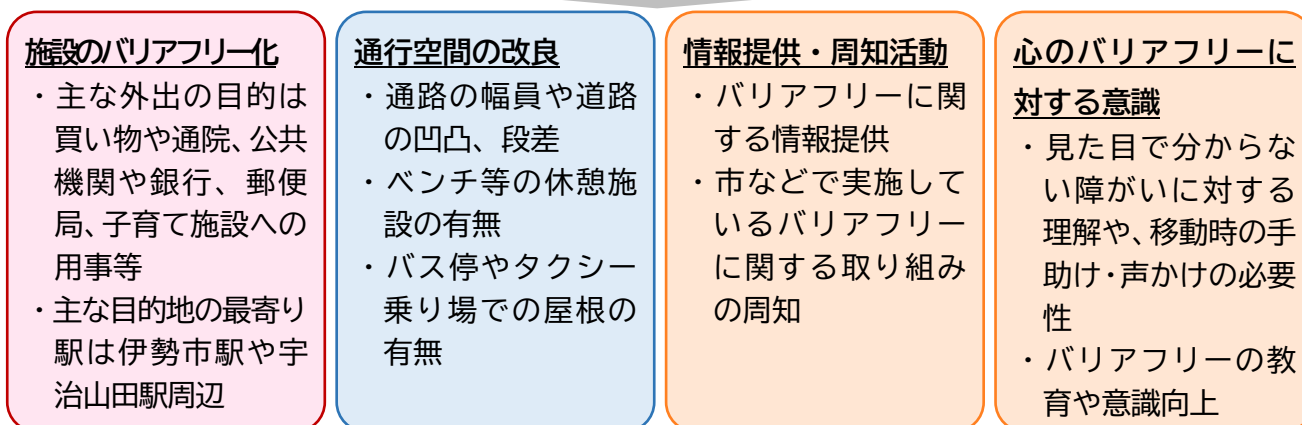 施設のバリアフリー化
・主な外出の目的は
買い物や通院、公共
機関や銀行、郵便
局、子育て施設への
用事等
・主な目的地の最寄り
駅は伊勢市駅や宇
治山田駅周辺
通行空間の改良
・通路の幅員や道路
の凹凸、段差
・ベンチ等の休憩施
設の有無
・バス停やタクシー
乗り場での屋根の
有無
情報提供・周知活動
・バリアフリーに関
する情報提供
・市などで実施して
いるバリアフリー
に関する取り組み
の周知
心のバリアフリーに
対する意識
・見た目で分からな
い障がいに対する
理解や、移動時の手
助け・声かけの必要
性
・バリアフリーの教
育や意識向上